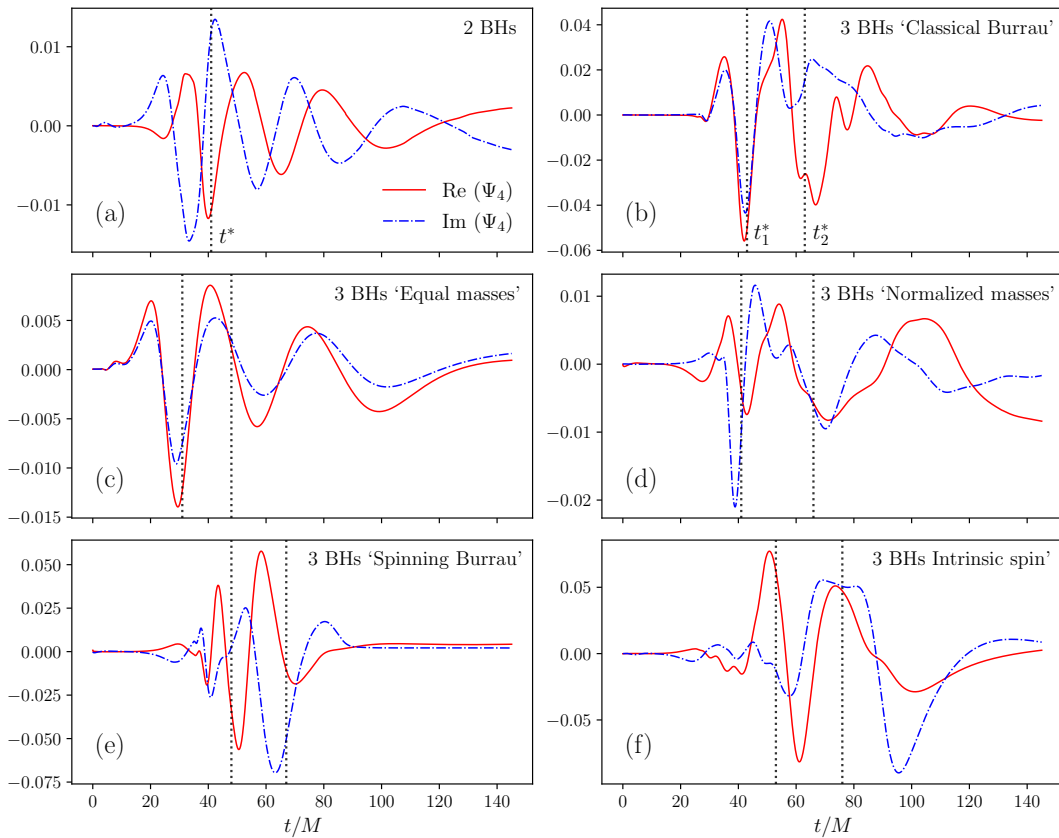 2 BHs
0.01
0.00
−0.01
(a)
t*
Re (Ψ₄)
Im (Ψ₄)
3 BHs ‘Classical Burrau’
0.04
0.02
0.00
−0.02
−0.04
−0.06
(b)
t₁*
t₂*
3 BHs ‘Equal masses’
0.005
0.000
−0.005
−0.010
−0.015
(c)
3 BHs ‘Normalized masses’
0.01
0.00
−0.01
−0.02
(d)
3 BHs ‘Spinning Burrau’
0.050
0.025
0.000
−0.025
−0.050
−0.075
(e)
0 20 40 60 80 100 120 140
t/M
3 BHs Intrinsic spin’
0.05
0.00
−0.05
(f)
0 20 40 60 80 100 120 140
t/M